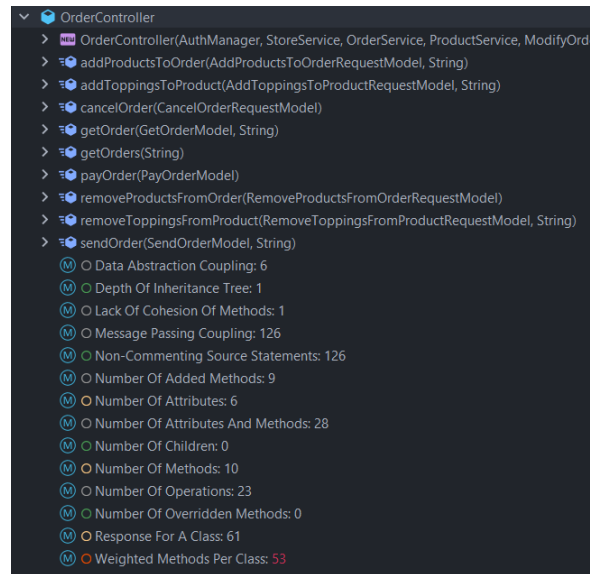 OrderController
NEW OrderController(AuthManager, StoreService, OrderService, ProductService, ModifyOrd
addProductsToOrder(AddProductsToOrderRequestModel, String)
addToppingsToProduct(AddToppingsToProductRequestModel, String)
cancelOrder(CancelOrderRequestModel)
getOrder(GetOrderModel, String)
getOrders(String)
payOrder(PayOrderModel)
removeProductsFromOrder(RemoveProductsFromOrderRequestModel)
removeToppingsFromProduct(RemoveToppingsFromProductRequestModel, String)
sendOrder(SendOrderModel, String)
M Data Abstraction Coupling: 6
M Depth Of Inheritance Tree: 1
M Lack Of Cohesion Of Methods: 1
M Message Passing Coupling: 126
M Non-Commenting Source Statements: 126
M Number Of Added Methods: 9
M Number Of Attributes: 6
M Number Of Attributes And Methods: 28
M Number Of Children: 0
M Number Of Methods: 10
M Number Of Operations: 23
M Number Of Overridden Methods: 0
M Response For A Class: 61
M Weighted Methods Per Class: 53